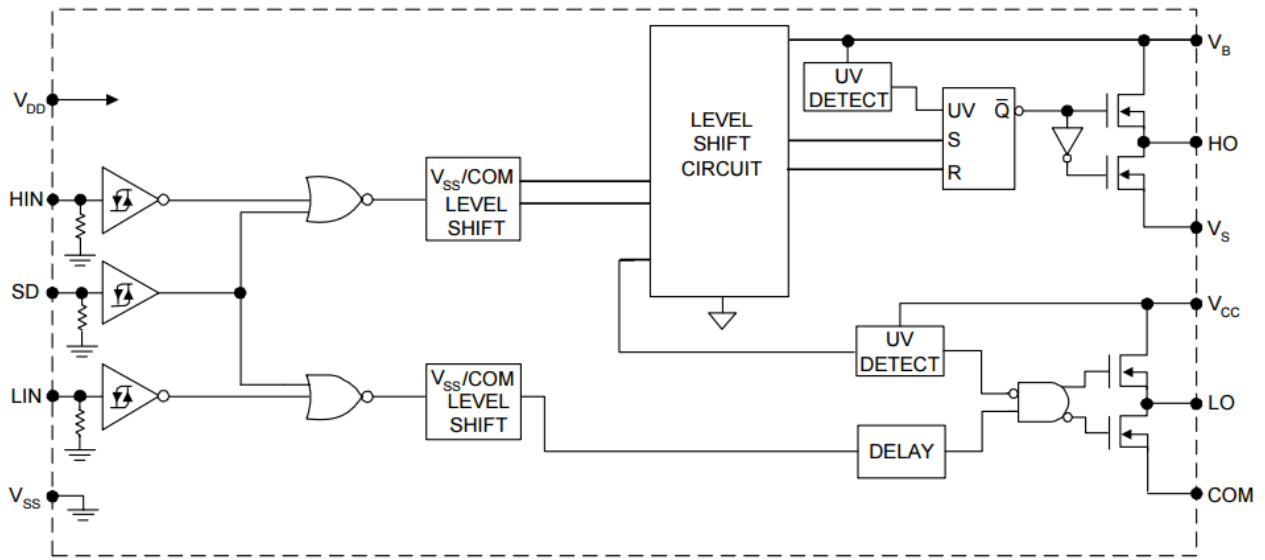 V_B
UV
DETECT
V_DD
LEVEL
SHIFT
CIRCUIT
UV Q̅
S
R
HO
V_SS/COM
LEVEL
SHIFT
HIN
V_S
SD
V_CC
UV
DETECT
V_SS/COM
LEVEL
SHIFT
LIN
LO
DELAY
V_SS
COM